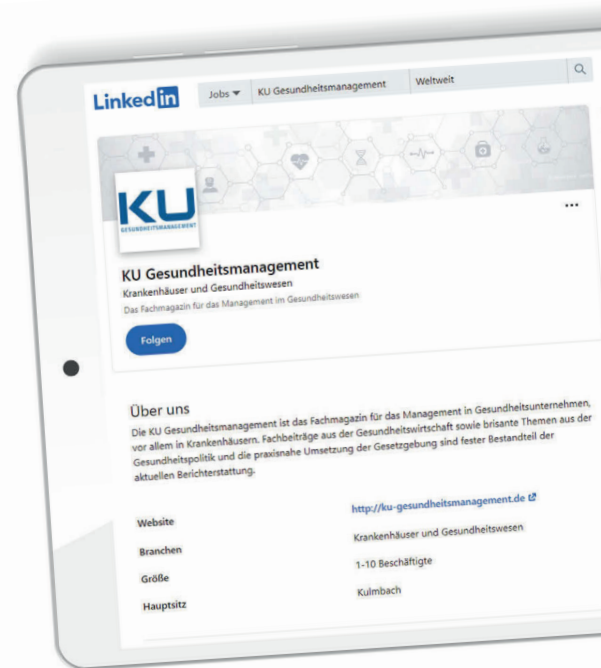 Linked in
Jobs ▼ KU Gesundheitsmanagement Weltweit
KU
GESUNDHEITSMANAGEMENT
...
KU Gesundheitsmanagement
Krankenhäuser und Gesundheitswesen
Das Fachmagazin für das Management im Gesundheitswesen
Folgen
Über uns
Die KU Gesundheitsmanagement ist das Fachmagazin für das Management in Gesundheitsunternehmen,
vor allem in Krankenhäusern. Fachbeiträge aus der Gesundheitswirtschaft sowie brisante Themen aus der
Gesundheitspolitik und die praxisnahe Umsetzung der Gesetzgebung sind fester Bestandteil der
aktuellen Berichterstattung.
Website http://ku-gesundheitsmanagement.de
Branchen Krankenhäuser und Gesundheitswesen
Größe 1-10 Beschäftigte
Hauptsitz Kulmbach